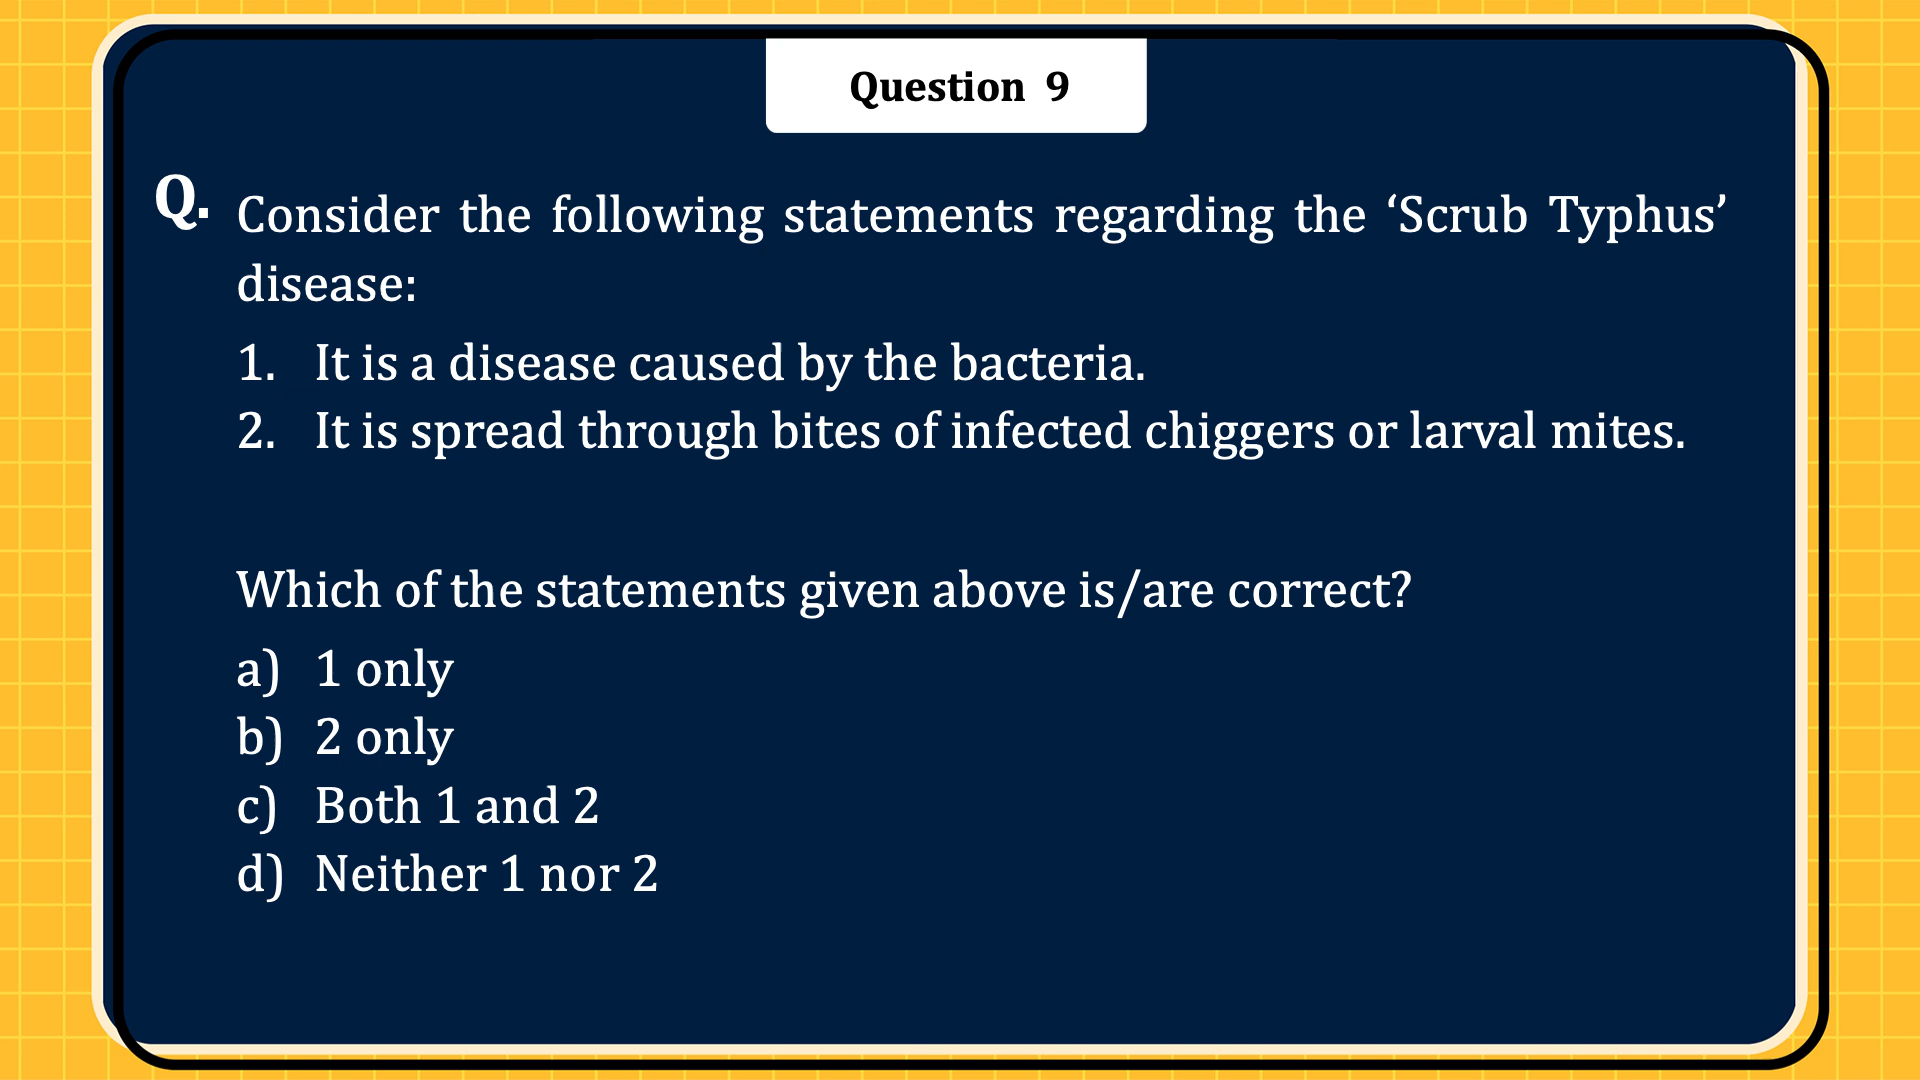 Question 9
Q. Consider the following statements regarding the ‘Scrub Typhus’
disease:
1. It is a disease caused by the bacteria.
2. It is spread through bites of infected chiggers or larval mites.
Which of the statements given above is/are correct?
a) 1 only
b) 2 only
c) Both 1 and 2
d) Neither 1 nor 2